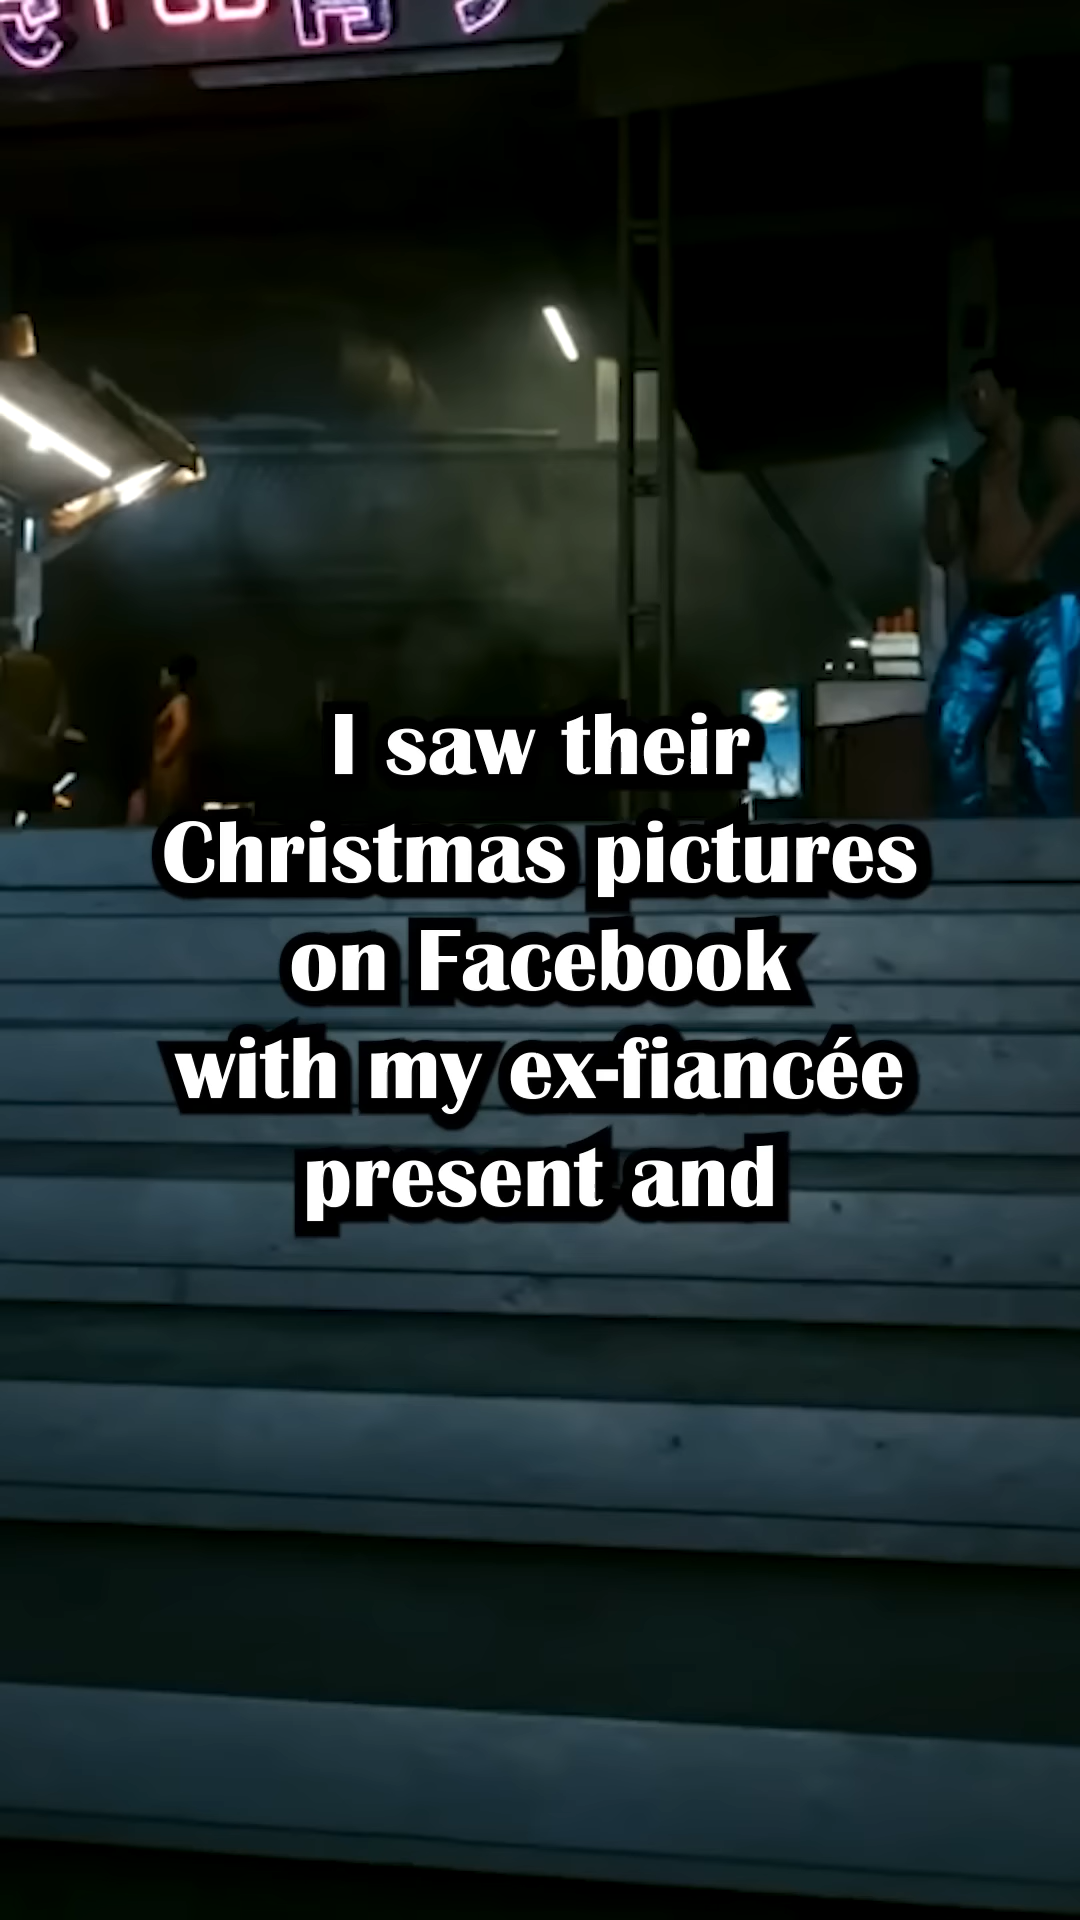 I saw their
Christmas pictures
on Facebook
with my ex-fiancée
present and